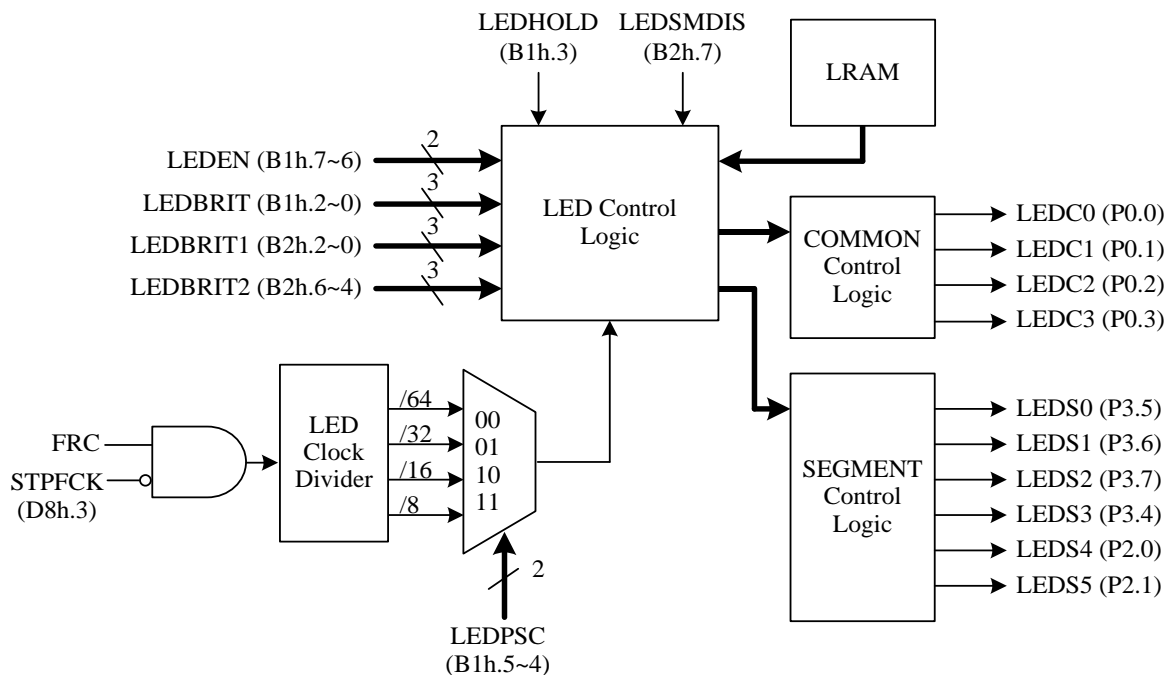 LEDHOLD
(B1h.3)
LEDSMDIS
(B2h.7)
LRAM
LEDEN (B1h.7~6)
2
LEDBRIT (B1h.2~0)
3
LEDBRIT1 (B2h.2~0)
3
LEDBRIT2 (B2h.6~4)
3
LED Control
Logic
COMMON
Control
Logic
LEDC0 (P0.0)
LEDC1 (P0.1)
LEDC2 (P0.2)
LEDC3 (P0.3)
FRC
STPFCK
(D8h.3)
LED
Clock
Divider
/64
/32
/16
/8
00
01
10
11
2
LEDPSC
(B1h.5~4)
SEGMENT
Control
Logic
LEDS0 (P3.5)
LEDS1 (P3.6)
LEDS2 (P3.7)
LEDS3 (P3.4)
LEDS4 (P2.0)
LEDS5 (P2.1)